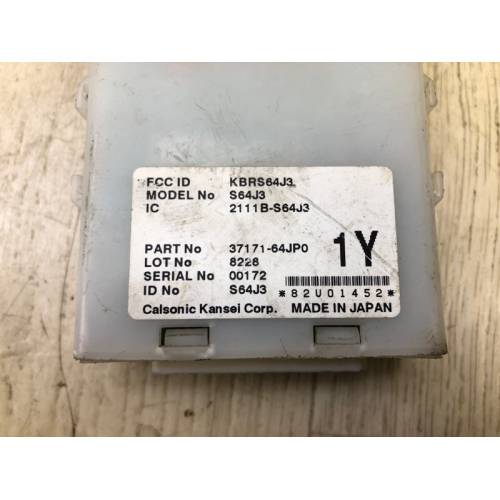 FCC ID KBRS64J3
MODEL No S64J3
IC 2111B-S64J3
PART No 37171-64JP0
LOT No 8228
SERIAL No 00172
ID No S64J3
1Y
*82U01452*
Calsonic Kansei Corp. MADE IN JAPAN